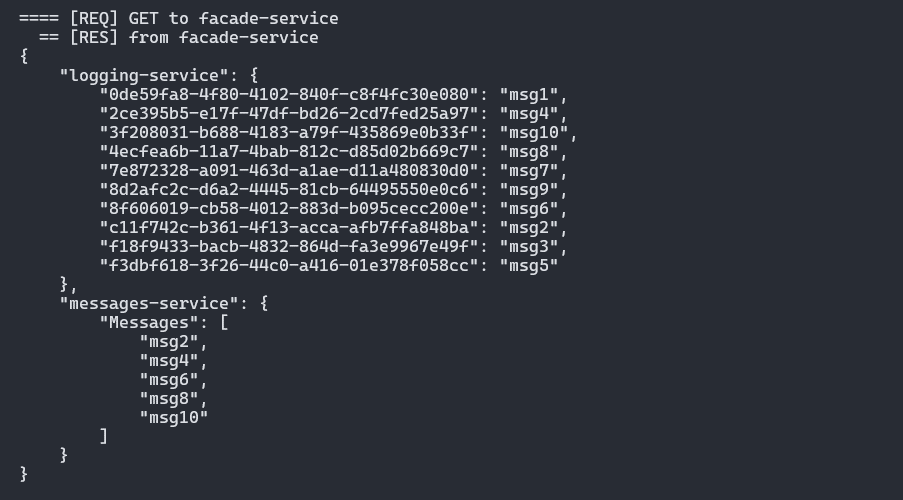 ==== [REQ] GET to facade-service
  == [RES] from facade-service
{
    "logging-service": {
        "0de59fa8-4f80-4102-840f-c8f4fc30e080": "msg1",
        "2ce395b5-e17f-47df-bd26-2cd7fed25a97": "msg4",
        "3f208031-b688-4183-a79f-435869e0b33f": "msg10",
        "4ecfea6b-11a7-4bab-812c-d85d02b669c7": "msg8",
        "7e872328-a091-463d-a1ae-d11a480830d0": "msg7",
        "8d2afc2c-d6a2-4445-81cb-64495550e0c6": "msg9",
        "8f606019-cb58-4012-883d-b095cecc200e": "msg6",
        "c11f742c-b361-4f13-acca-afb7ffa848ba": "msg2",
        "f18f9433-bacb-4832-864d-fa3e9967e49f": "msg3",
        "f3dbf618-3f26-44c0-a416-01e378f058cc": "msg5"
    },
    "messages-service": {
        "Messages": [
            "msg2",
            "msg4",
            "msg6",
            "msg8",
            "msg10"
        ]
    }
}